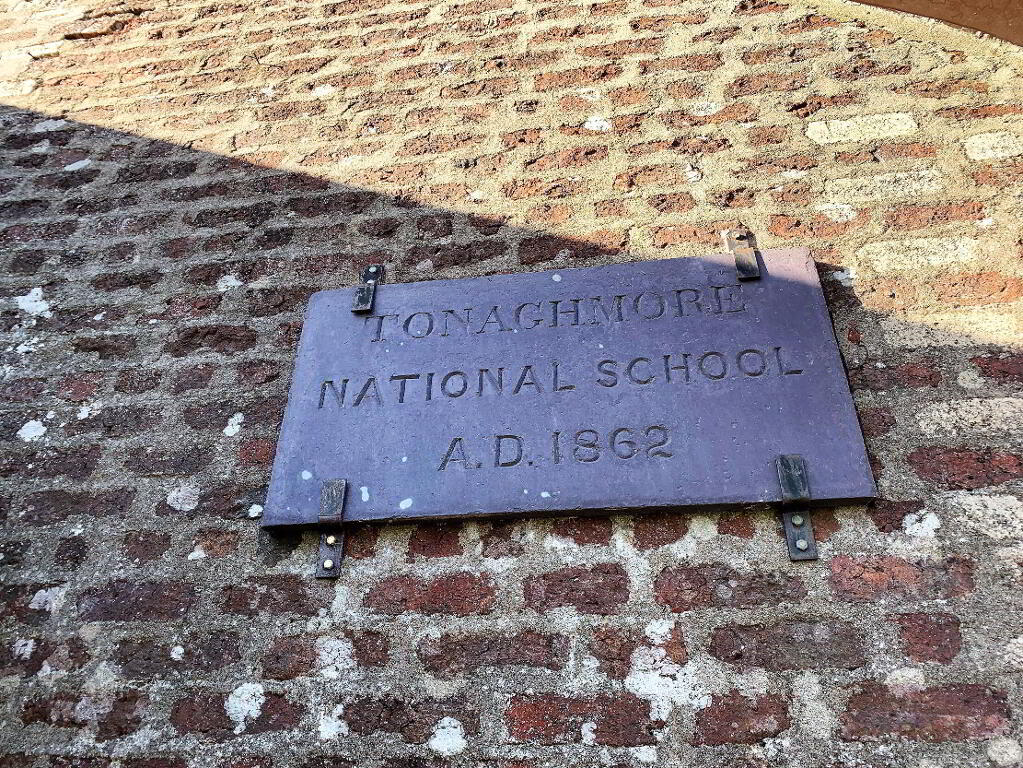 TONAGHMORE
NATIONAL SCHOOL
A.D. 1862